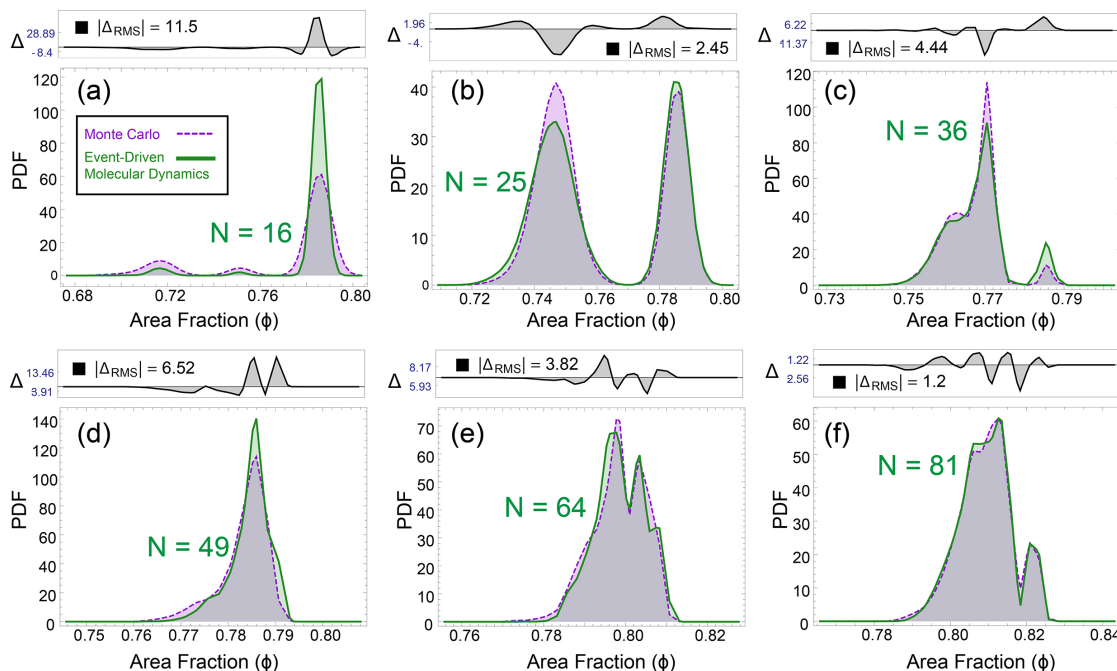 Δ
28.89
-8.4
|Δ_RMS| = 11.5
120
100
80
60
40
20
0
PDF
(a)
Monte Carlo
Event-Driven
Molecular Dynamics
N = 16
0.68
0.72
0.76
0.80
Area Fraction (ϕ)
1.96
-4.
|Δ_RMS| = 2.45
40
30
20
10
0
PDF
(b)
N = 25
0.72
0.74
0.76
0.78
0.80
Area Fraction (ϕ)
6.22
11.37
|Δ_RMS| = 4.44
120
100
80
60
40
20
0
PDF
(c)
N = 36
0.73
0.75
0.77
0.79
Area Fraction (ϕ)
Δ
13.46
3.91
|Δ_RMS| = 6.52
140
120
100
80
60
40
20
0
PDF
(d)
N = 49
0.75
0.76
0.77
0.78
0.79
0.80
Area Fraction (ϕ)
Δ
8.17
5.93
|Δ_RMS| = 3.82
70
60
50
40
30
20
10
0
PDF
(e)
N = 64
0.76
0.78
0.80
0.82
Area Fraction (ϕ)
Δ
1.22
2.56
|Δ_RMS| = 1.2
60
50
40
30
20
10
0
PDF
(f)
N = 81
0.78
0.80
0.82
0.84
Area Fraction (ϕ)